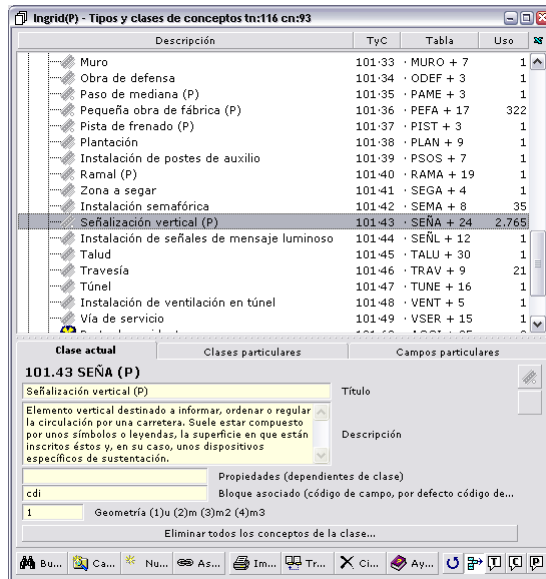 Ingrid(P) - Tipos y clases de conceptos tn:116 cn:93
Descripción TyC Tabla Uso
Muro 101·33 · MURO + 7 1
Obra de defensa 101·34 · ODEF + 3 1
Paso de mediana (P) 101·35 · PAME + 3 1
Pequeña obra de fábrica (P) 101·36 · PEFA + 17 322
Pista de frenado (P) 101·37 · PIST + 3 1
Plantación 101·38 · PLAN + 9 1
Instalación de postes de auxilio 101·39 · PSOS + 7 1
Ramal (P) 101·40 · RAMA + 19 1
Zona a segar 101·41 · SEGA + 4 1
Instalación semafórica 101·42 · SEMA + 8 35
Señalización vertical (P) 101·43 · SEÑA + 24 2.765
Instalación de señales de mensaje luminoso 101·44 · SEÑL + 12 1
Talud 101·45 · TALU + 30 1
Travesía 101·46 · TRAV + 9 21
Túnel 101·47 · TUNE + 16 1
Instalación de ventilación en túnel 101·48 · VENT + 5 1
Vía de servicio 101·49 · VSER + 15 1
Clase actual Clases particulares Campos particulares
101.43 SEÑA (P)
Señalización vertical (P) Título
Elemento vertical destinado a informar, ordenar o regular
la circulación por una carretera. Suele estar compuesto
por unos símbolos o leyendas, la superficie en que están
inscritos éstos y, en su caso, unos dispositivos
específicos de sustentación.
Descripción
Propiedades (dependientes de clase)
cdi Bloque asociado (código de campo, por defecto código de...
1 Geometría (1)u (2)m (3)m2 (4)m3
Eliminar todos los conceptos de la clase...
Bu... Ca... Nu... As... Im... Tr... Ci... Ay... T C P